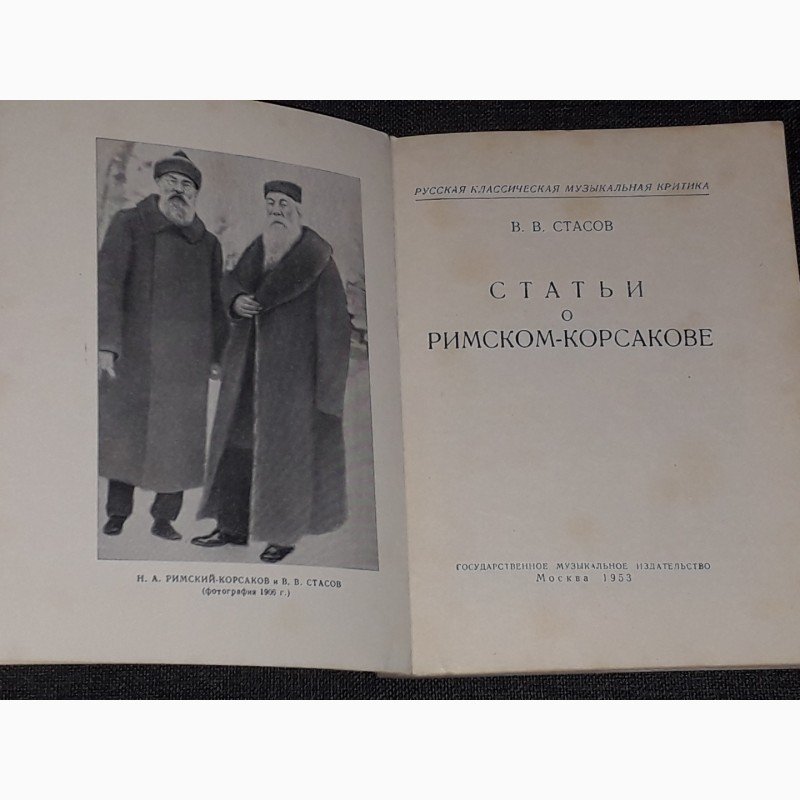 Н. А. РИМСКИЙ-КОРСАКОВ и В. В. СТАСОВ
(фотография 1906 г.)
РУССКАЯ КЛАССИЧЕСКАЯ МУЗЫКАЛЬНАЯ КРИТИКА
В. В. СТАСОВ
СТАТЬИ
О
РИМСКОМ-КОРСАКОВЕ
ГОСУДАРСТВЕННОЕ МУЗЫКАЛЬНОЕ ИЗДАТЕЛЬСТВО
Москва 1953